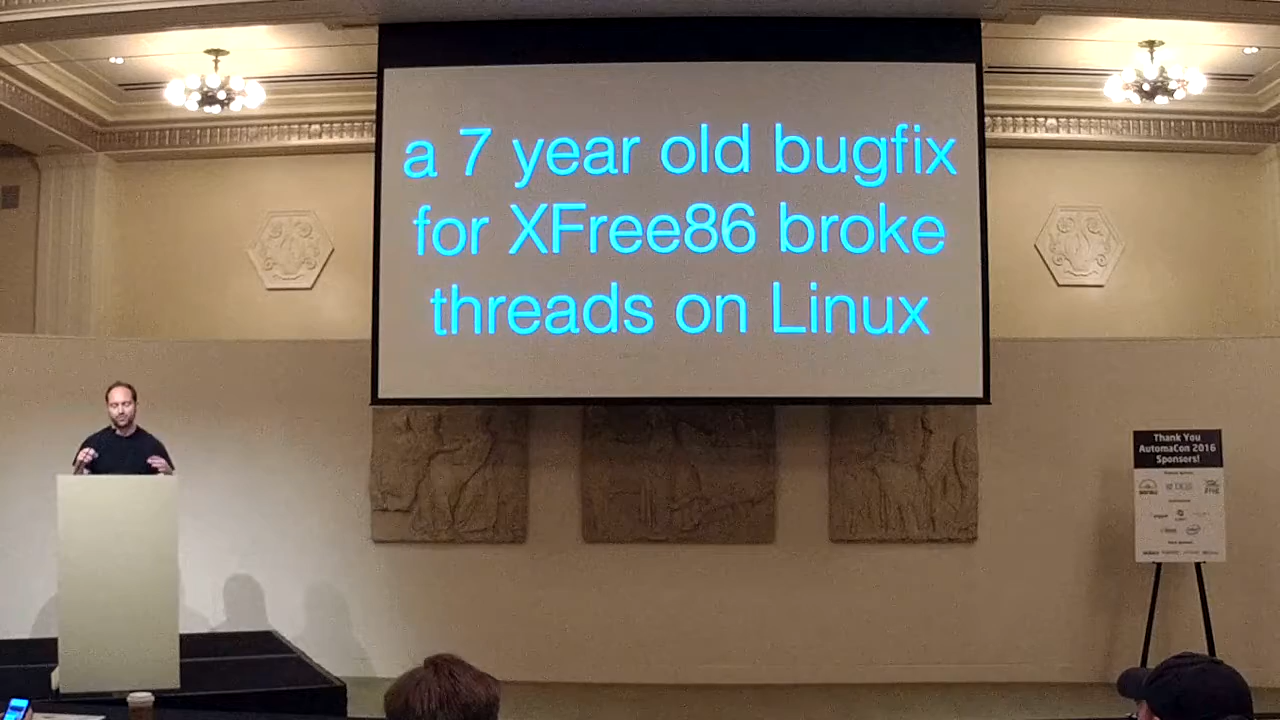 a 7 year old bugfix
for XFree86 broke
threads on Linux
Thank You
AutomaCon 2016
Sponsors!